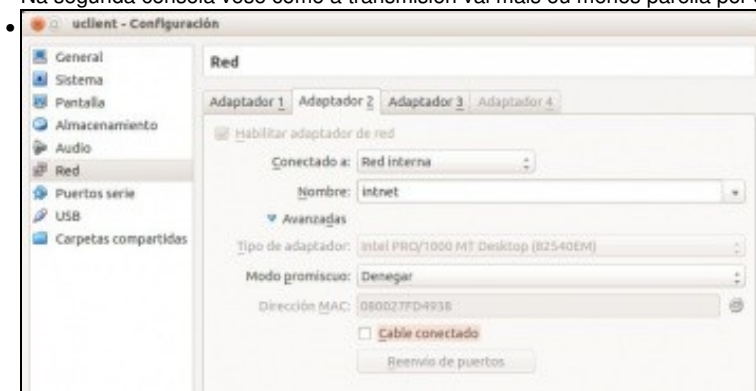 Na segunda consola vese como a transmisión vai mais ou menos parella por
uclient - Configuración
General
Sistema
Pantalla
Almacenamiento
Audio
Red
Puertos serie
USB
Carpetas compartidas
Red
Adaptador 1 Adaptador 2 Adaptador 3 Adaptador 4
Habilitar adaptador de red
Conectado a: Red interna
Nombre: intnet
Avanzadas
Tipo de adaptador: Intel PRO/1000 MT Desktop (82540EM)
Modo promiscuo: Denegar
Dirección MAC: 080027FD4938
Cable conectado
Reenvío de puertos